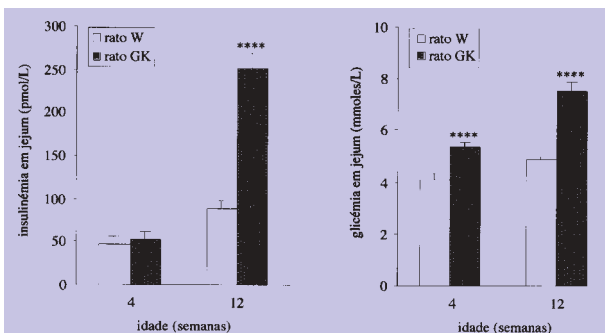 insulinémia em jejum (pmol/L)
300
250
200
150
100
50
0
rato W
rato GK
****
4
12
idade (semanas)
glicémia em jejum (mmoles/L)
10
8
6
4
2
0
rato W
rato GK
****
****
4
12
idade (semanas)